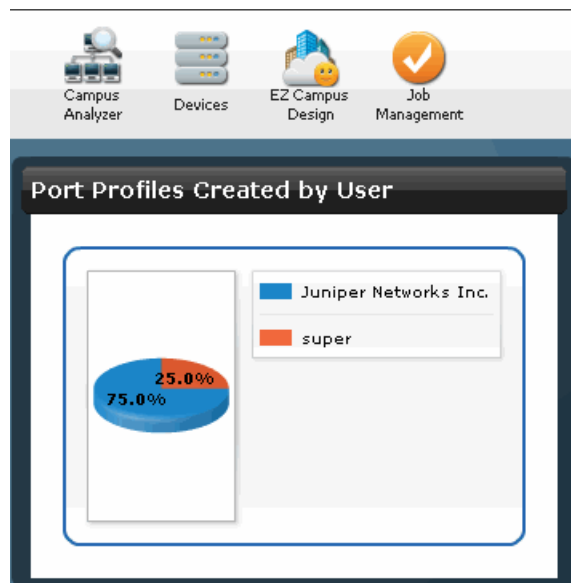 Campus
Analyzer
Devices
EZ Campus
Design
Job
Management
Port Profiles Created by User
Juniper Networks Inc.
super
25.0%
75.0%